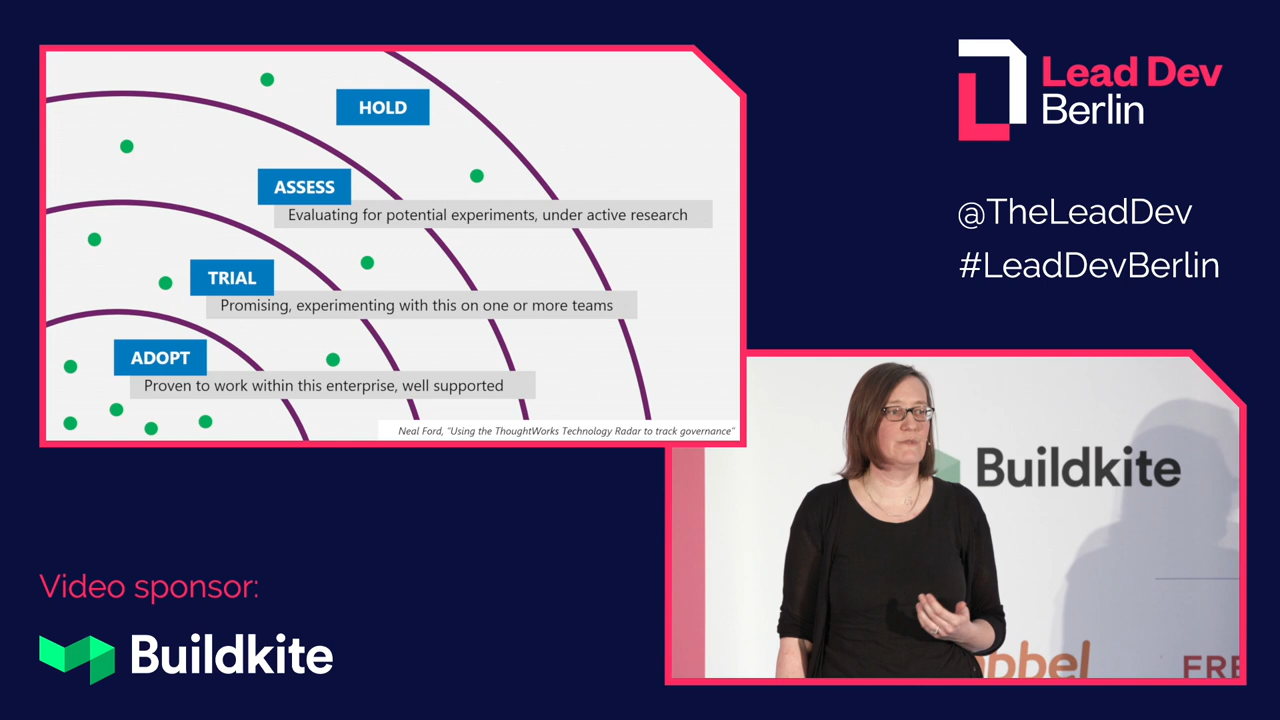 HOLD
ASSESS
Evaluating for potential experiments, under active research
TRIAL
Promising, experimenting with this on one or more teams
ADOPT
Proven to work within this enterprise, well supported
Neal Ford, "Using the ThoughtWorks Technology Radar to track governance"
Lead Dev
Berlin
@TheLeadDev
#LeadDevBerlin
Buildkite
Video sponsor:
Buildkite